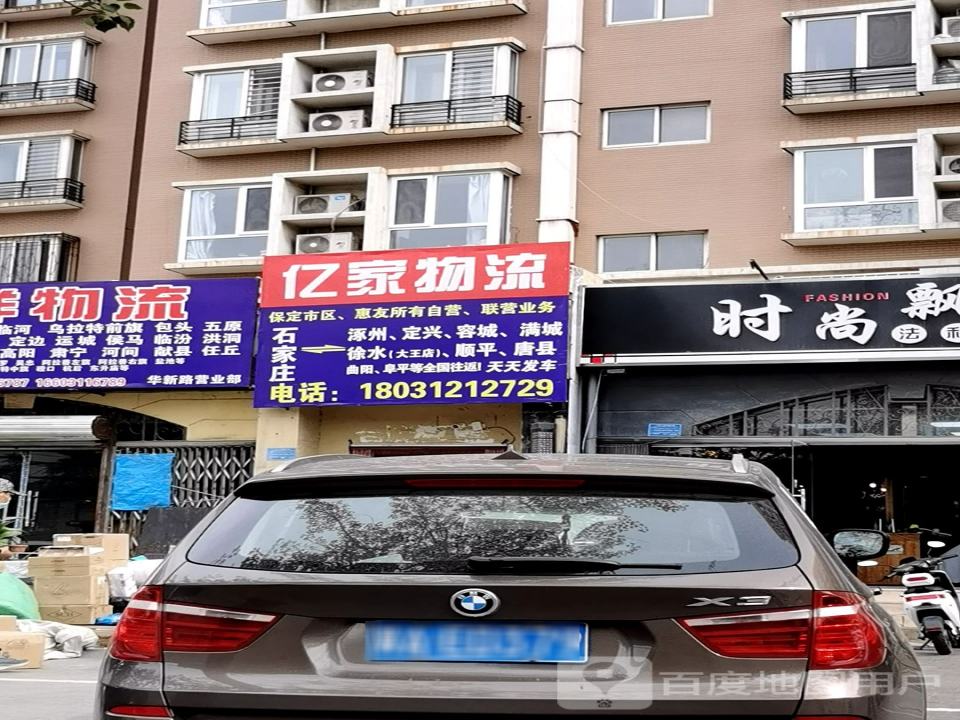 物流
临河 乌拉特前旗 包头 五原
定边 运城 侯马 临汾 洪洞
高阳 肃宁 河间 献县 任丘
16603116789
华新路营业部
亿家物流
保定市区、惠友所有自营、联营业务
石家庄
涿州、定兴、容城、满城
徐水(大王店)、顺平、唐县
曲阳、阜平等全国往返!天天发车
电话:18031212729
时尚飘
FASHION
法
X3
百度地图用户